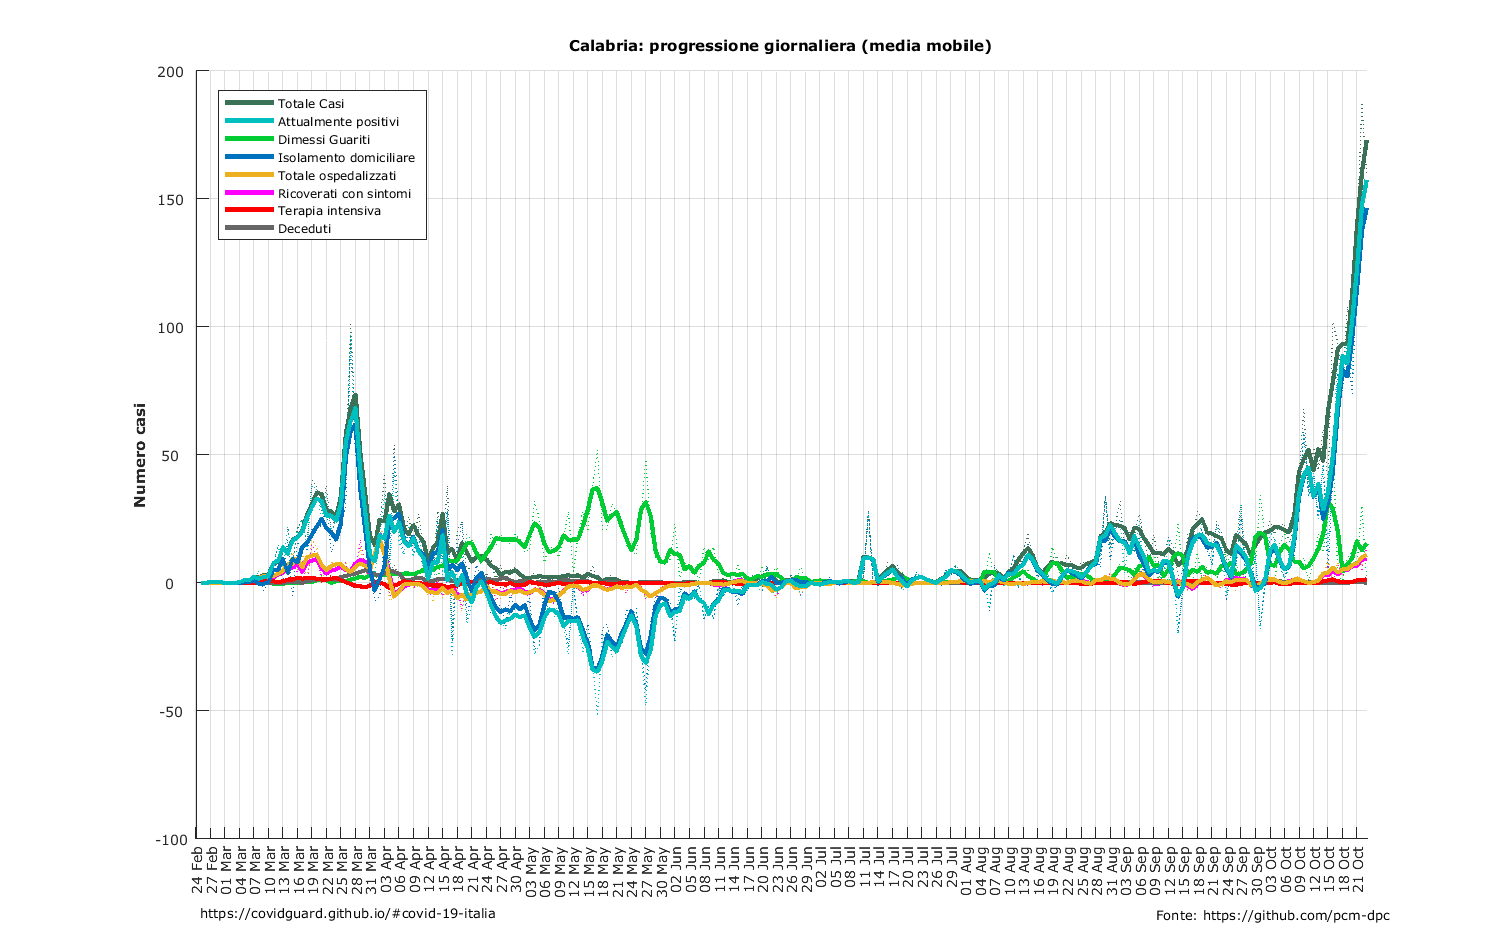 Calabria: progressione giornaliera (media mobile)
200
150
100
50
0
-50
-100
Numero casi
Totale Casi
Attualmente positivi
Dimessi Guariti
Isolamento domiciliare
Totale ospedalizzati
Ricoverati con sintomi
Terapia intensiva
Deceduti
24 Feb
27 Feb
01 Mar
04 Mar
07 Mar
10 Mar
13 Mar
16 Mar
19 Mar
22 Mar
25 Mar
28 Mar
31 Mar
03 Apr
06 Apr
09 Apr
12 Apr
15 Apr
18 Apr
21 Apr
24 Apr
27 Apr
30 Apr
03 May
06 May
09 May
12 May
15 May
18 May
21 May
24 May
27 May
30 May
02 Jun
05 Jun
08 Jun
11 Jun
14 Jun
17 Jun
20 Jun
23 Jun
26 Jun
29 Jun
02 Jul
05 Jul
08 Jul
11 Jul
14 Jul
17 Jul
20 Jul
23 Jul
26 Jul
29 Jul
01 Aug
04 Aug
07 Aug
10 Aug
13 Aug
16 Aug
19 Aug
22 Aug
25 Aug
28 Aug
31 Aug
03 Sep
06 Sep
09 Sep
12 Sep
15 Sep
18 Sep
21 Sep
24 Sep
27 Sep
30 Sep
03 Oct
06 Oct
09 Oct
12 Oct
15 Oct
18 Oct
21 Oct
https://covidguard.github.io/#covid-19-italia
Fonte: https://github.com/pcm-dpc